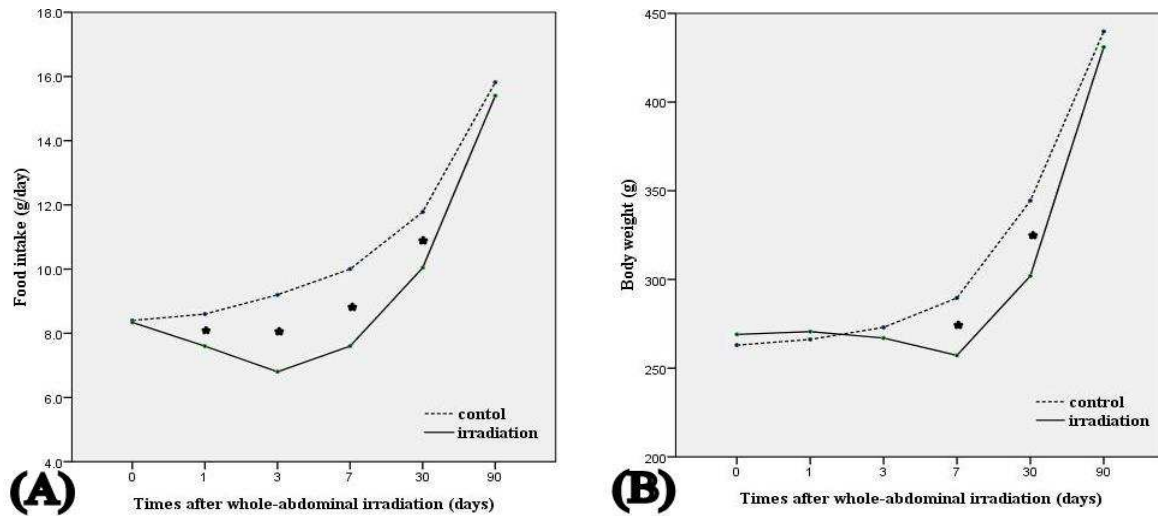 18.0
16.0
14.0
12.0
10.0
8.0
6.0
4.0
Food intake (g/day)
contol
irradiation
0 1 3 7 30 90
Times after whole-abdominal irradiation (days)
(A)
450
400
350
300
250
200
Body weight (g)
control
irradiation
0 1 3 7 30 90
Times after whole-abdominal irradiation (days)
(B)